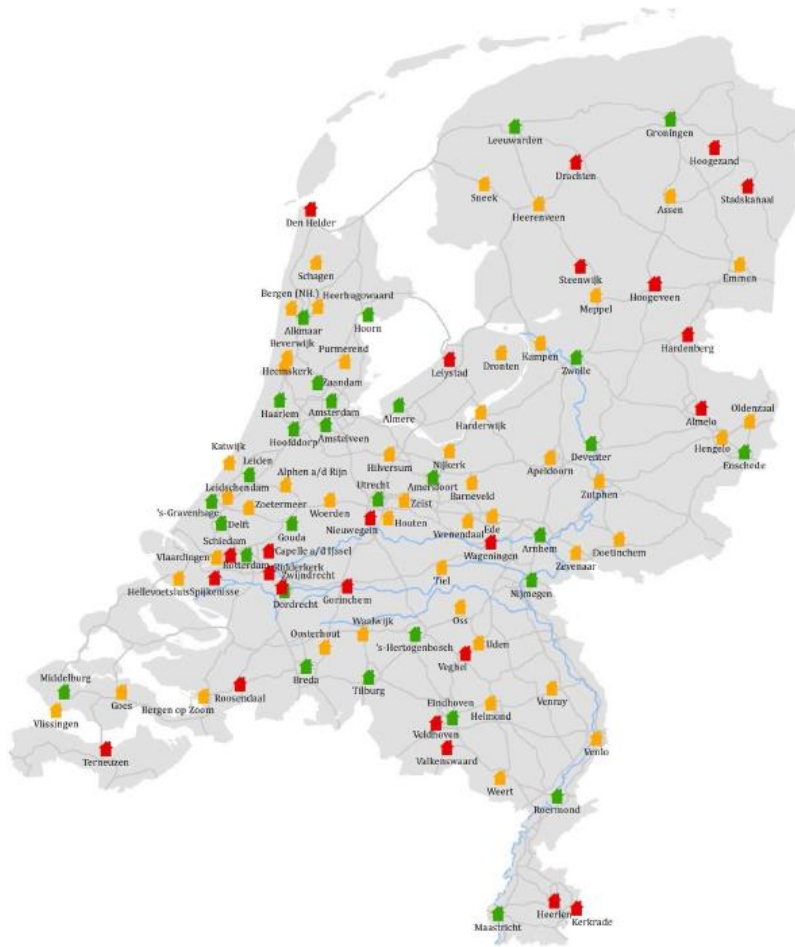 Leeuwarden
Groningen
Hoogezand
Drachten
Sneek
Stadskanaal
Heerenveen
Assen
Den Helder
Schagen
Steenwijk
Emmen
Hoogeveen
Meppel
Bergen (NH.)
Heerhugowaard
Alkmaar
Hoorn
Hardenberg
Beverwijk
Purmerend
Kampen
Heemskerk
Lelystad
Dronten
Zwolle
Zaandam
Haarlem
Amsterdam
Almere
Harderwijk
Almelo
Oldenzaal
Hoofddorp
Amstelveen
Hengelo
Katwijk
Leiden
Hilversum
Nijkerk
Deventer
Enschede
Leidschendam
Alphen a/d Rijn
Utrecht
Amersfoort
Apeldoorn
Barneveld
Zutphen
's-Gravenhage
Zoetermeer
Woerden
Zeist
Delft
Nieuwegein
Houten
Ede
Schiedam
Gouda
Veenendaal
Arnhem
Doetinchem
Vlaardingen
Rotterdam
Capelle a/d Ijssel
Wageningen
Zevenaar
Ridderkerk
Zwijndrecht
Tiel
Hellevoetsluis
Spijkenisse
Dordrecht
Gorinchem
Nijmegen
Waalwijk
Oss
Oosterhout
's-Hertogenbosch
Uden
Veghel
Middelburg
Breda
Tilburg
Goes
Bergen op Zoom
Roosendaal
Eindhoven
Helmond
Venray
Vlissingen
Veldhoven
Venlo
Terneuzen
Valkenswaard
Weert
Roermond
Maastricht
Heerlen
Kerkrade